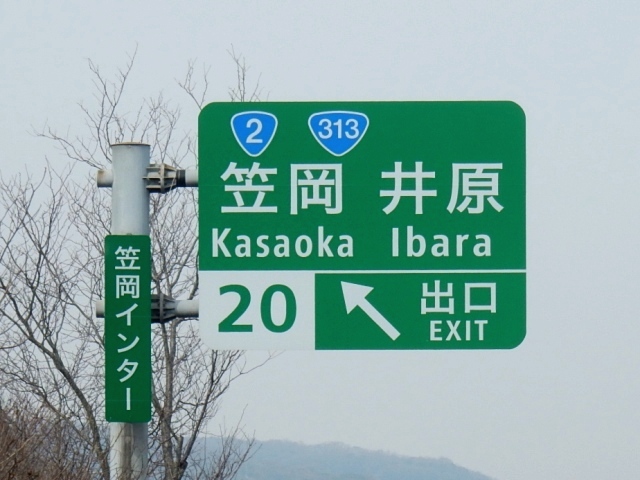 2 313
笠岡 井原
Kasaoka Ibara
20 出口
EXIT
笠岡インター